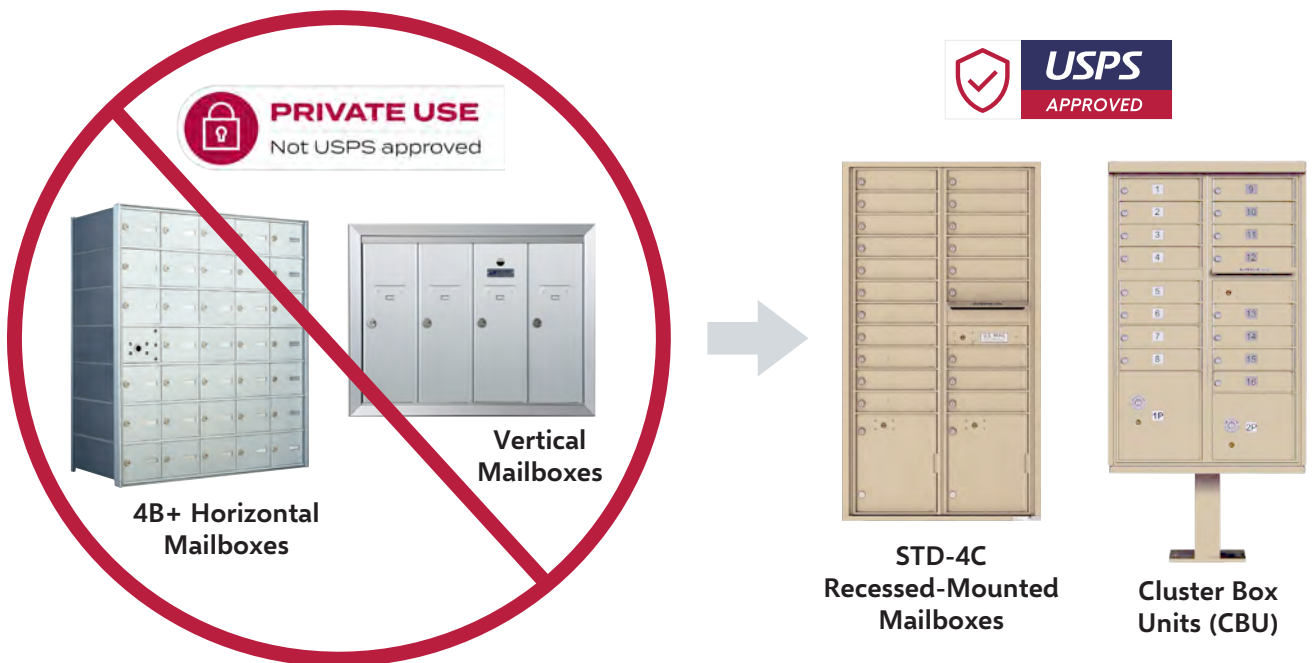 PRIVATE USE
Not USPS approved
4B+ Horizontal
Mailboxes
Vertical
Mailboxes
USPS
APPROVED
U.S. MAIL
STD-4C
Recessed-Mounted
Mailboxes
1
2
3
4
5
6
7
8
1P
9
10
11
12
13
14
15
16
2P
Cluster Box
Units (CBU)